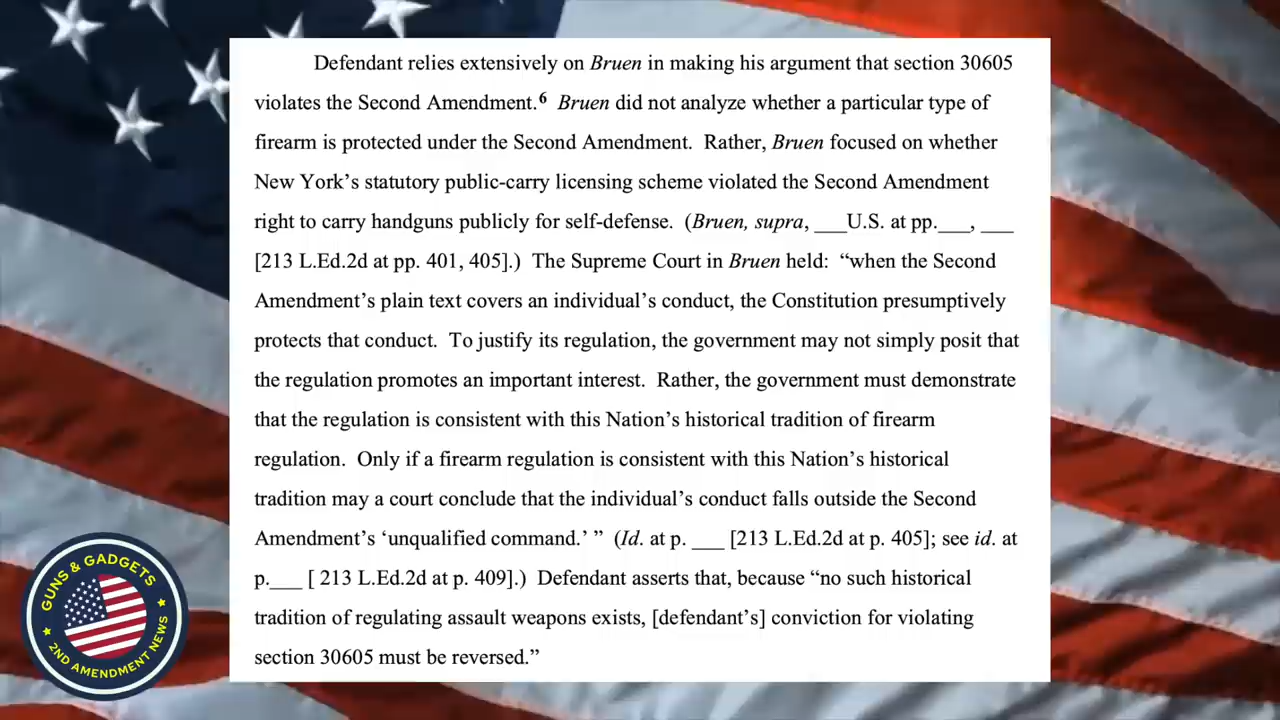 Defendant relies extensively on Bruen in making his argument that section 30605
violates the Second Amendment.6 Bruen did not analyze whether a particular type of
firearm is protected under the Second Amendment. Rather, Bruen focused on whether
New York’s statutory public-carry licensing scheme violated the Second Amendment
right to carry handguns publicly for self-defense. (Bruen, supra, ___U.S. at pp.___, ___
[213 L.Ed.2d at pp. 401, 405].) The Supreme Court in Bruen held: “when the Second
Amendment’s plain text covers an individual’s conduct, the Constitution presumptively
protects that conduct. To justify its regulation, the government may not simply posit that
the regulation promotes an important interest. Rather, the government must demonstrate
that the regulation is consistent with this Nation’s historical tradition of firearm
regulation. Only if a firearm regulation is consistent with this Nation’s historical
tradition may a court conclude that the individual’s conduct falls outside the Second
Amendment’s ‘unqualified command.’ ” (Id. at p. ___ [213 L.Ed.2d at p. 405]; see id. at
p.___ [ 213 L.Ed.2d at p. 409].) Defendant asserts that, because “no such historical
tradition of regulating assault weapons exists, [defendant’s] conviction for violating
section 30605 must be reversed.”
GUNS & GADGETS
2ND AMENDMENT NEWS